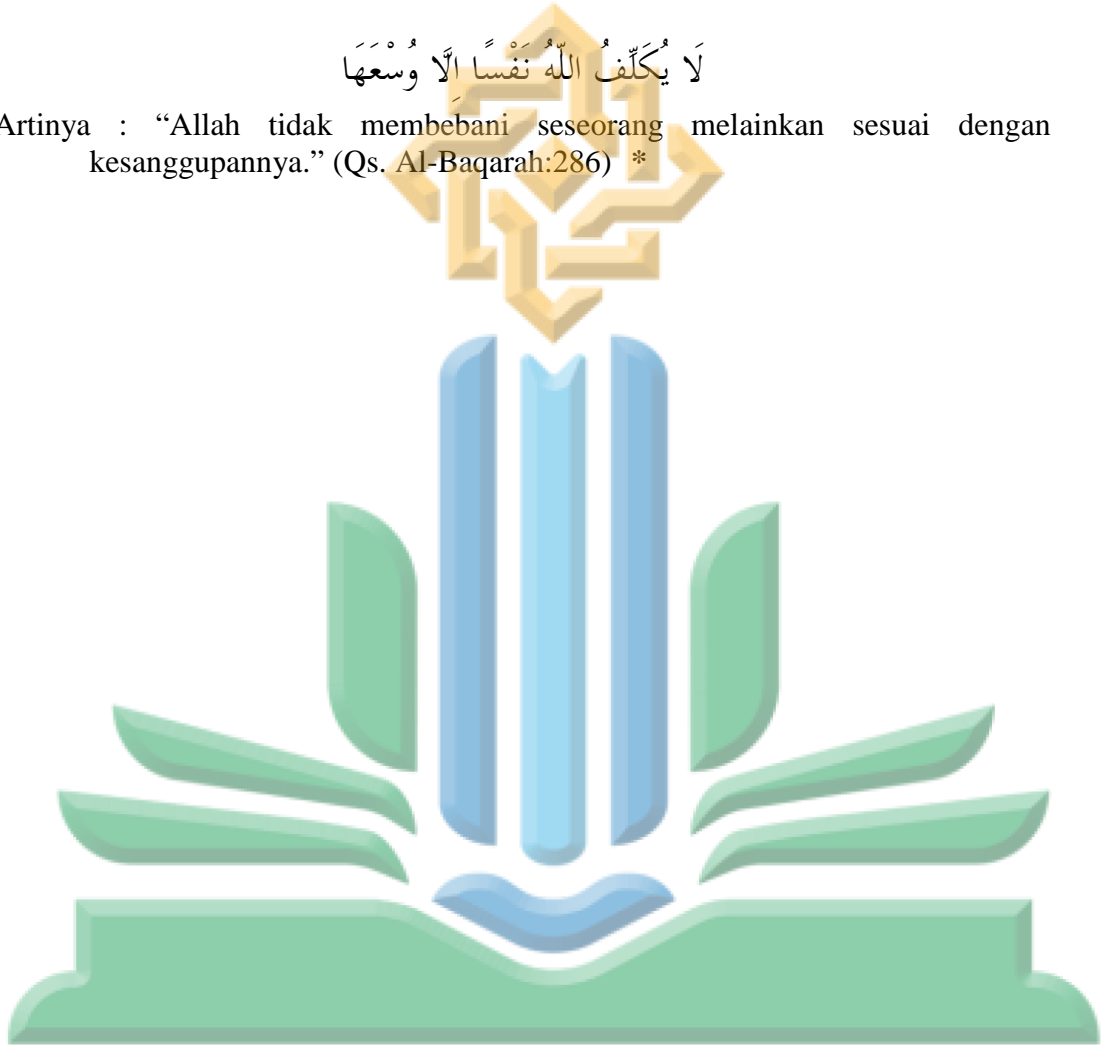 لَا يُكَلِّفُ اللّٰهُ نَفْسًا اِلَّا وُسْعَهَا
Artinya : “Allah tidak membebani seseorang melainkan sesuai dengan
kesanggupannya.” (Qs. Al-Baqarah:286) *